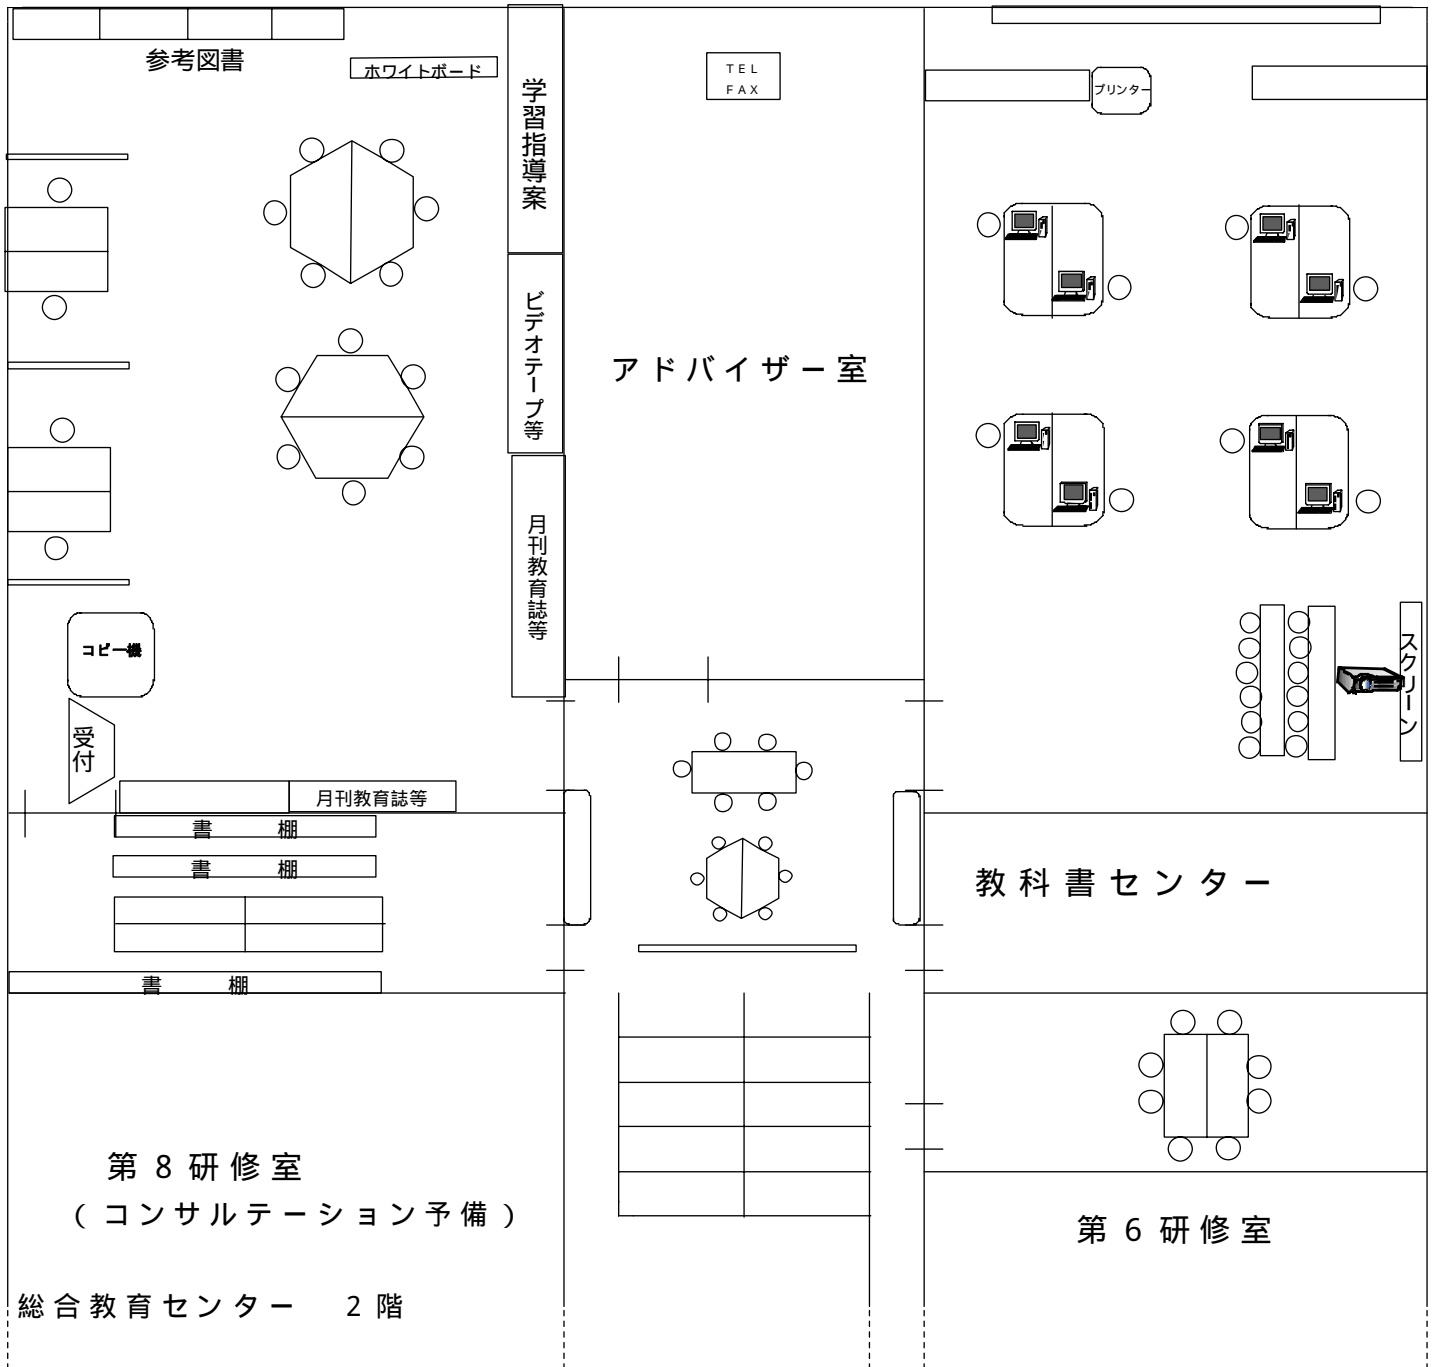 参考図書
ホワイトボード
学習指導案
ビデオテープ等
月刊教育誌等
TEL
FAX
プリンター
アドバイザー室
コピー機
受付
スクリーン
月刊教育誌等
書　棚
書　棚
書　棚
教科書センター
第8研修室
(コンサルテーション予備)
第6研修室
総合教育センター　2階